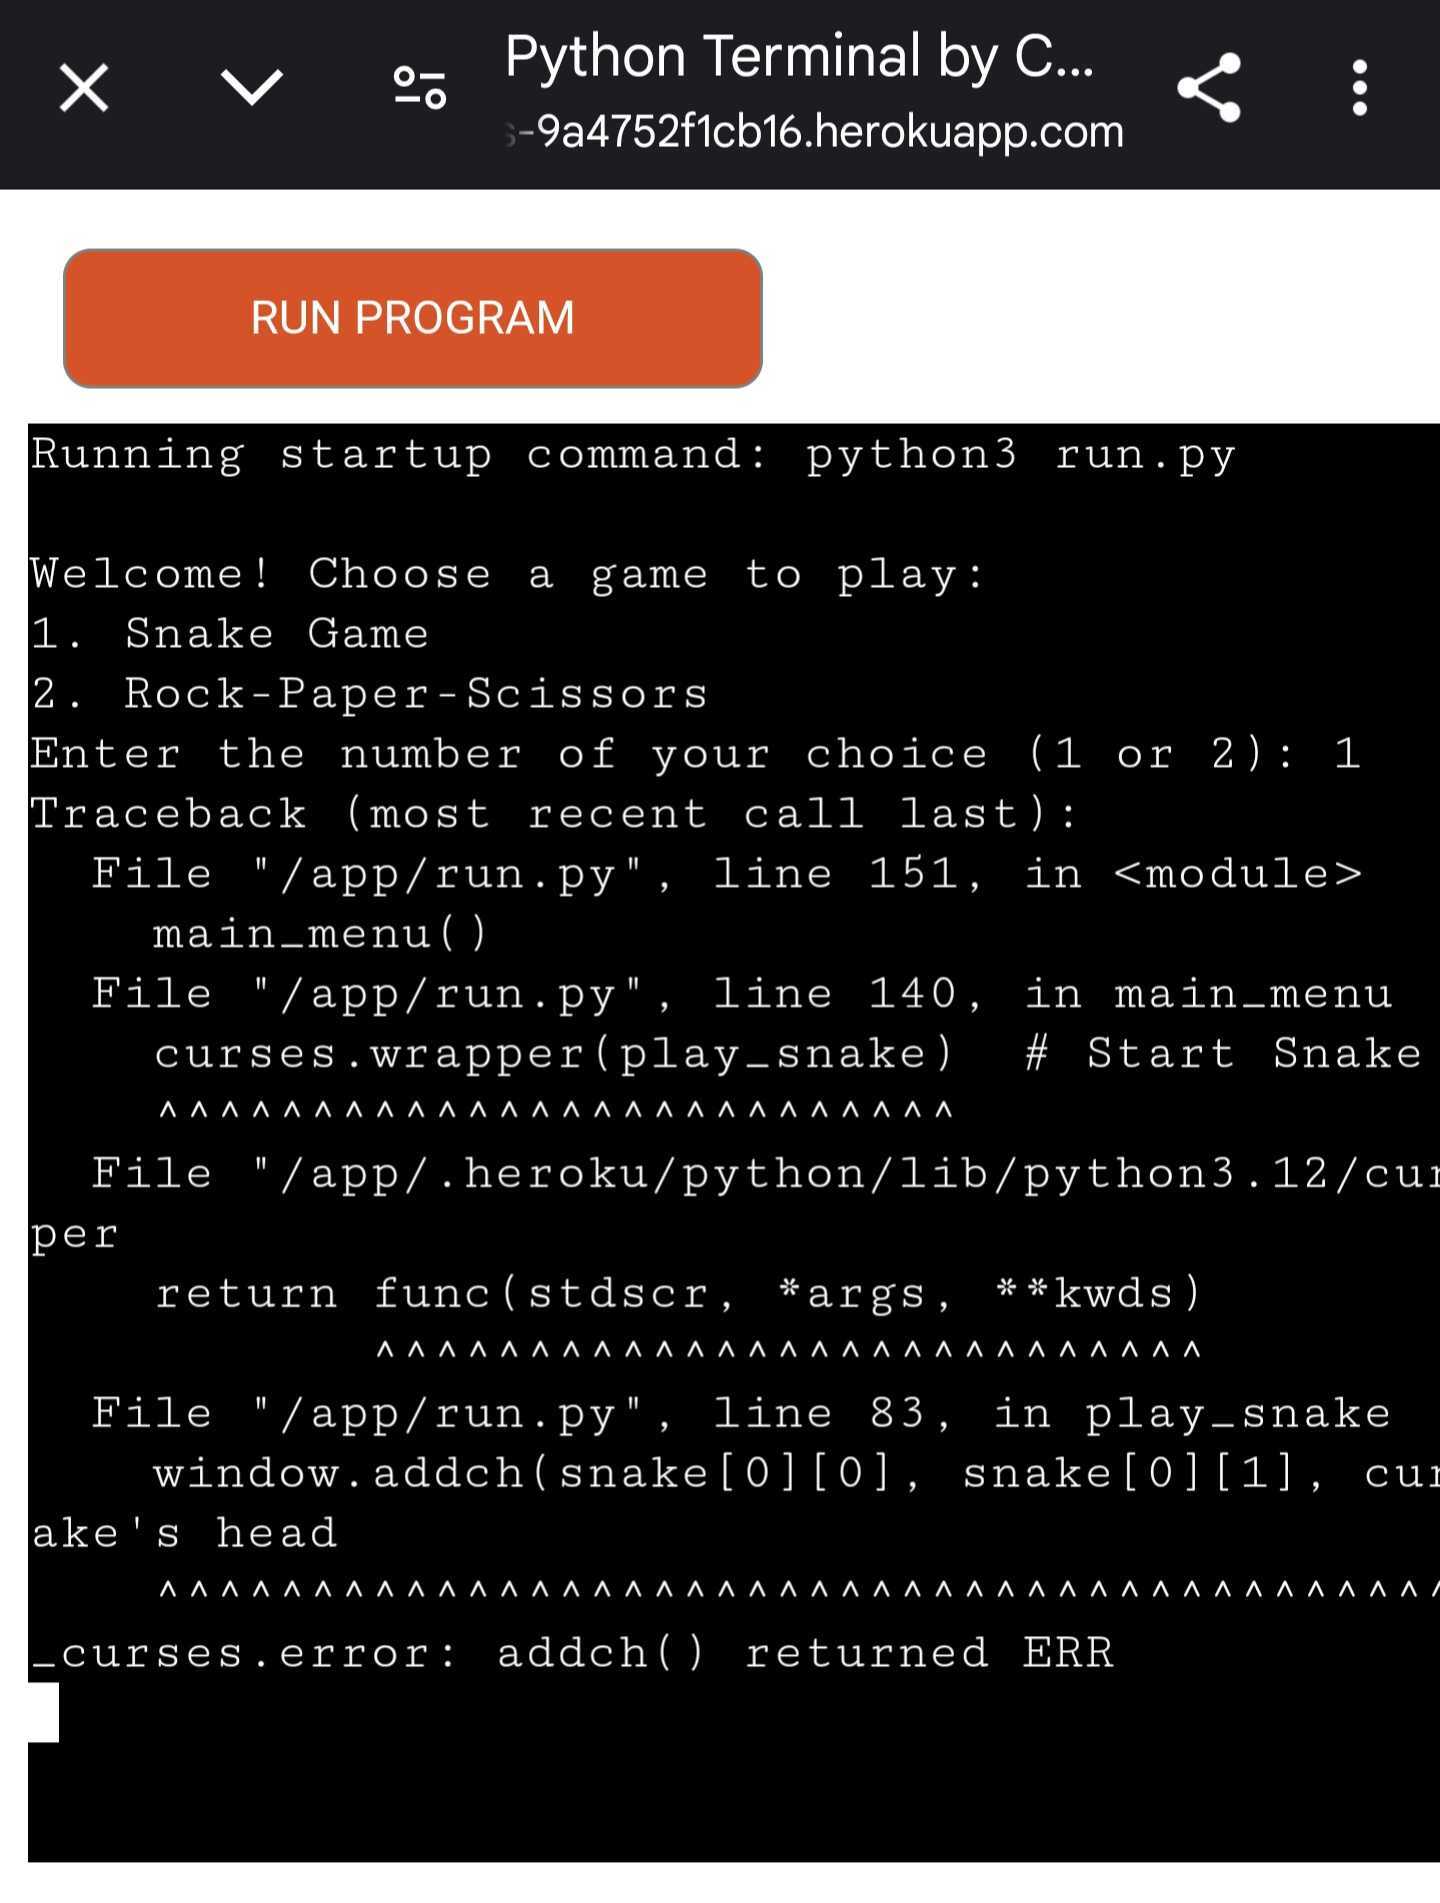 Python Terminal by C...
-9a4752f1cb16.herokuapp.com
RUN PROGRAM
Running startup command: python3 run.py
Welcome! Choose a game to play:
1. Snake Game
2. Rock-Paper-Scissors
Enter the number of your choice (1 or 2): 1
Traceback (most recent call last):
File "/app/run.py", line 151, in <module>
main_menu()
File "/app/run.py", line 140, in main_menu
curses.wrapper(play_snake)  # Start Snake
^^^^^^^^^^^^^^^^^^^^^^^^^^
File "/app/.heroku/python/lib/python3.12/cur
per
return func(stdscr, *args, **kwds)
^^^^^^^^^^^^^^^^^^^^^^^^^^^
File "/app/run.py", line 83, in play_snake
window.addch(snake[0][0], snake[0][1], cur
ake's head
^^^^^^^^^^^^^^^^^^^^^^^^^^^^^^^^^^^^^^^^^^
_curses.error: addch() returned ERR